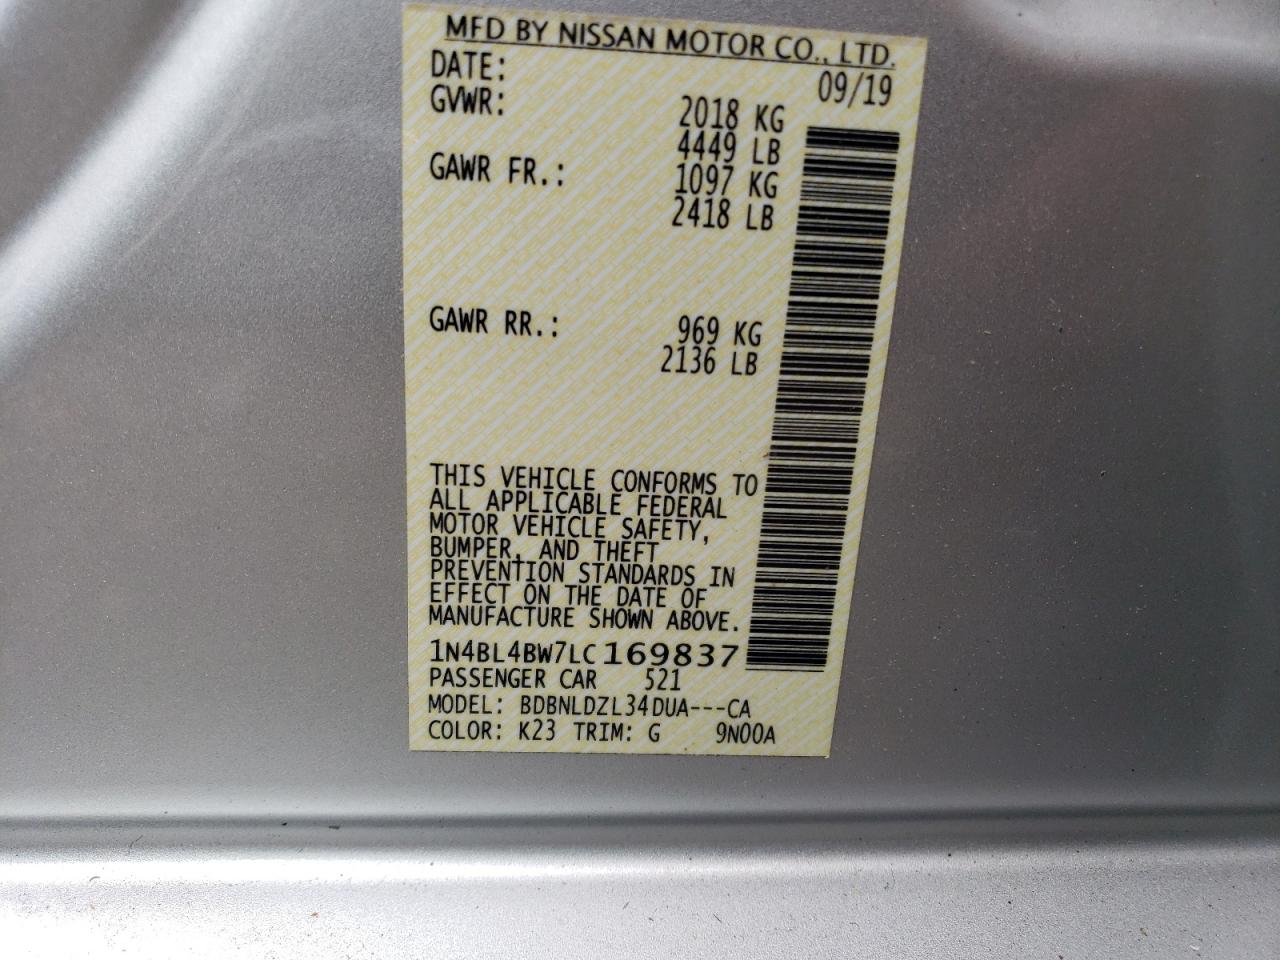 MFD BY NISSAN MOTOR CO., LTD.
DATE: 09/19
GVWR: 2018 KG
4449 LB
GAWR FR.: 1097 KG
2418 LB
GAWR RR.: 969 KG
2136 LB
THIS VEHICLE CONFORMS TO
ALL APPLICABLE FEDERAL
MOTOR VEHICLE SAFETY,
BUMPER, AND THEFT
PREVENTION STANDARDS IN
EFFECT ON THE DATE OF
MANUFACTURE SHOWN ABOVE.
1N4BL4BW7LC169837
PASSENGER CAR 521
MODEL: BDBNLDZL34DUA---CA
COLOR: K23 TRIM: G 9N00A